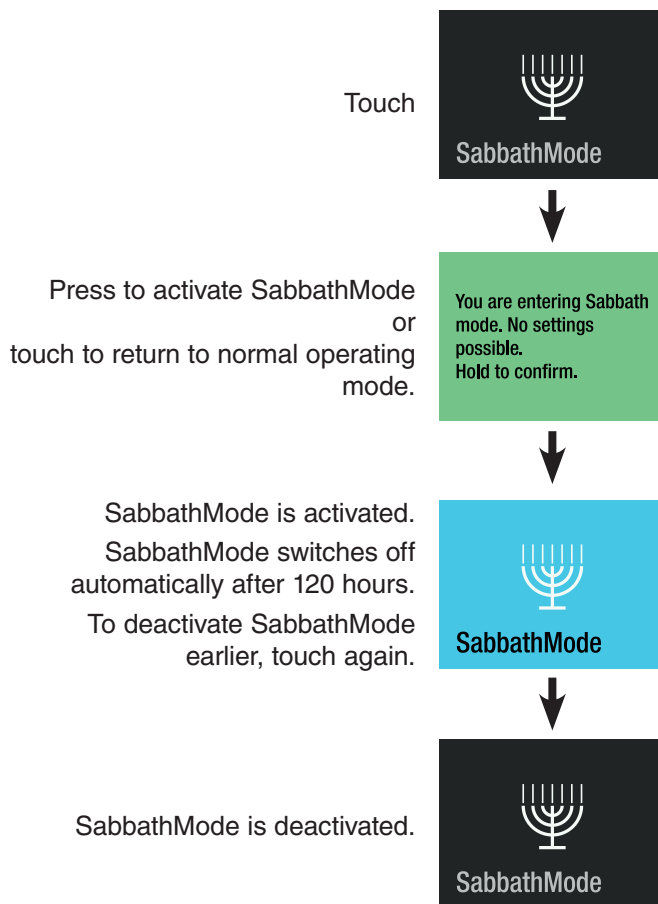 Touch
SabbathMode
Press to activate SabbathMode
or
touch to return to normal operating
mode.
You are entering Sabbath
mode. No settings
possible.
Hold to confirm.
SabbathMode is activated.
SabbathMode switches off
automatically after 120 hours.
To deactivate SabbathMode
earlier, touch again.
SabbathMode
SabbathMode is deactivated.
SabbathMode